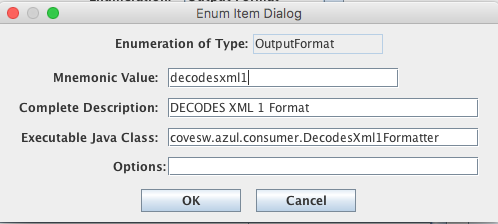 Enum Item Dialog
Enumeration of Type: OutputFormat
Mnemonic Value: decodesxml1
Complete Description: DECODES XML 1 Format
Executable Java Class: covesw.azul.consumer.DecodesXml1Formatter
Options:
OK Cancel